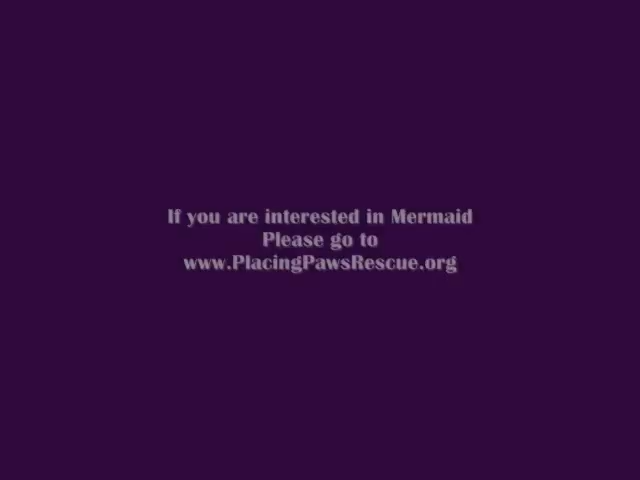 If you are interested in Mermaid
Please go to
www.PlacingPawsRescue.org